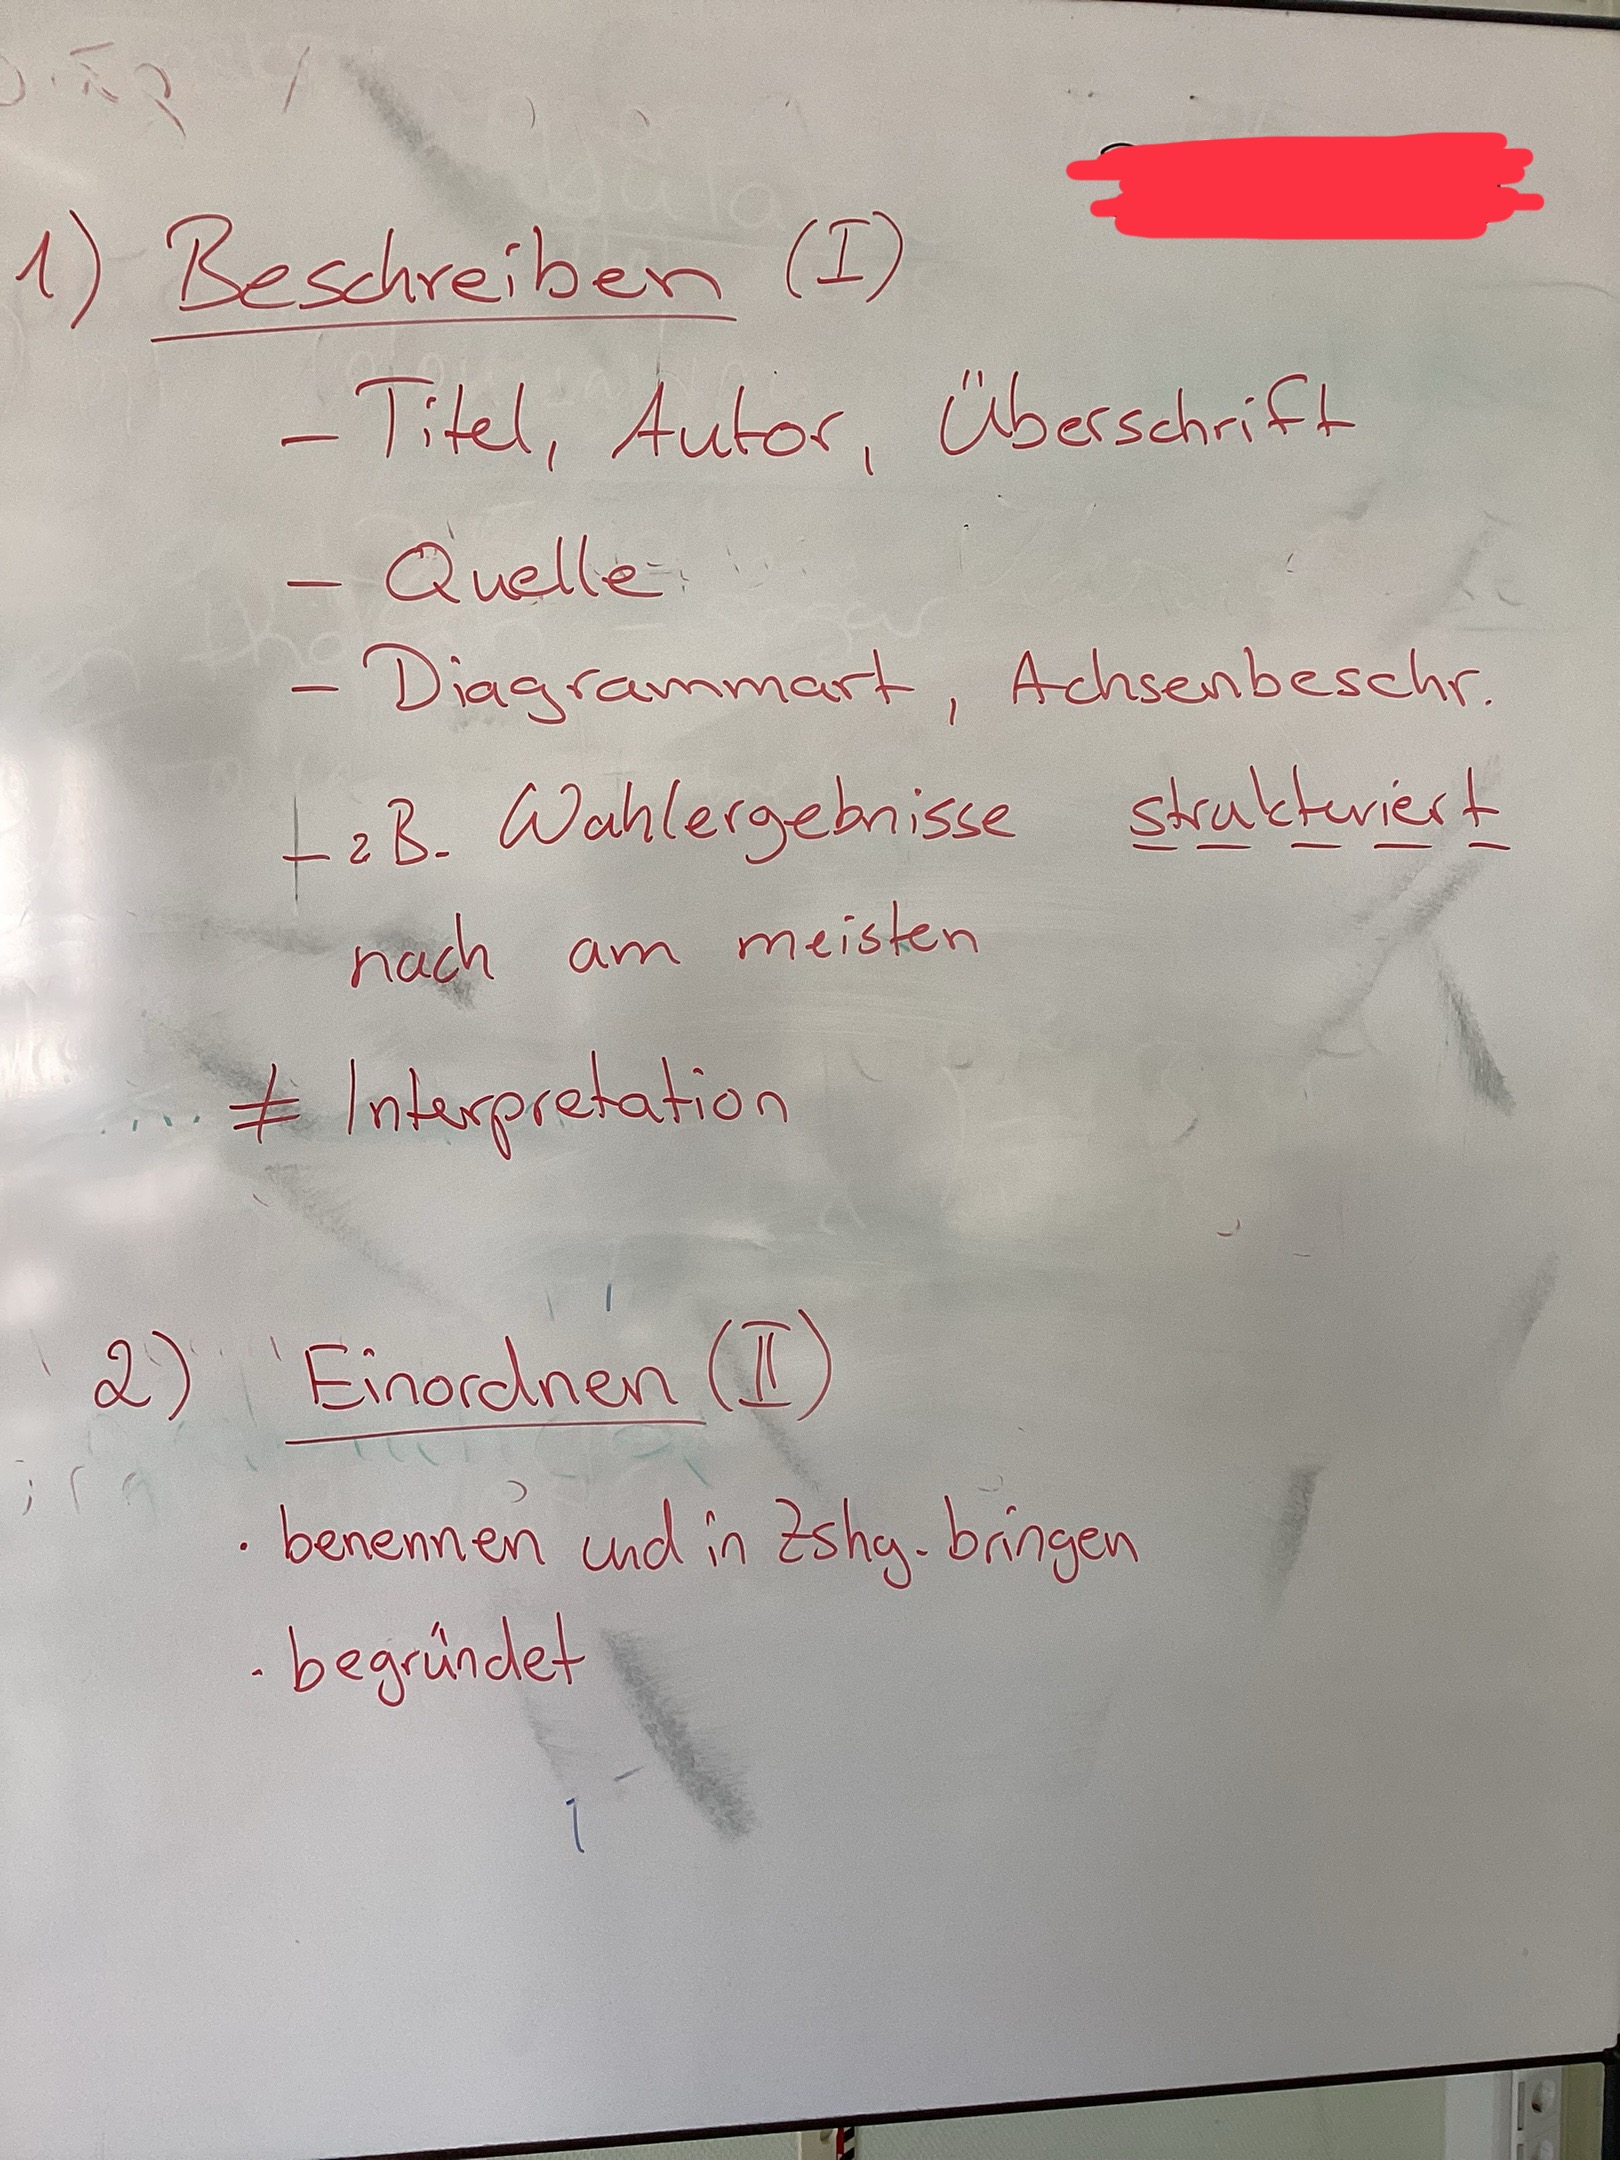 1) Beschreiben (I)
- Titel, Autor, Überschrift
- Quelle
- Diagrammart, Achsenbeschr.
+ z B. Wahlergebnisse strukturiert
nach am meisten
≠ Interpretation
2) Einordnen (II)
· benennen und in Zshg. bringen
· begründet